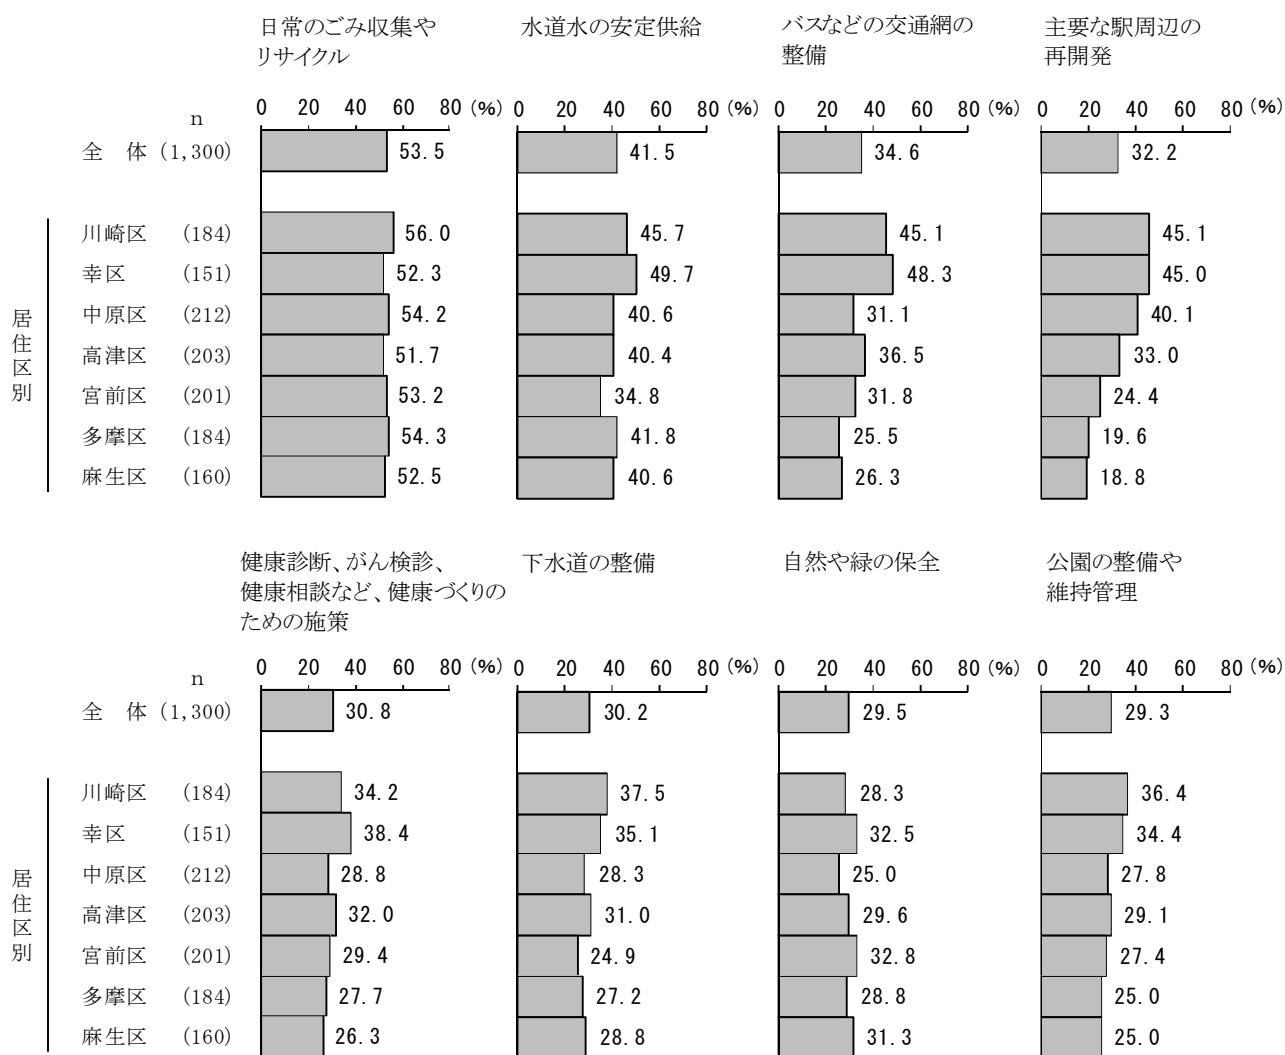 日常のごみ収集や
リサイクル
水道水の安定供給
バスなどの交通網の
整備
主要な駅周辺の
再開発
0 20 40 60 80 (%) 0 20 40 60 80 (%) 0 20 40 60 80 (%) 0 20 40 60 80 (%)
n
全 体 (1,300) 53.5 41.5 34.6 32.2
居住区別
川崎区 (184) 56.0 45.7 45.1 45.1
幸区 (151) 52.3 49.7 48.3 45.0
中原区 (212) 54.2 40.6 31.1 40.1
高津区 (203) 51.7 40.4 36.5 33.0
宮前区 (201) 53.2 34.8 31.8 24.4
多摩区 (184) 54.3 41.8 25.5 19.6
麻生区 (160) 52.5 40.6 26.3 18.8
健康診断、がん検診、
健康相談など、健康づくりの
ための施策
下水道の整備
自然や緑の保全
公園の整備や
維持管理
0 20 40 60 80 (%) 0 20 40 60 80 (%) 0 20 40 60 80 (%) 0 20 40 60 80 (%)
n
全 体 (1,300) 30.8 30.2 29.5 29.3
居住区別
川崎区 (184) 34.2 37.5 28.3 36.4
幸区 (151) 38.4 35.1 32.5 34.4
中原区 (212) 28.8 28.3 25.0 27.8
高津区 (203) 32.0 31.0 29.6 29.1
宮前区 (201) 29.4 24.9 32.8 27.4
多摩区 (184) 27.7 27.2 28.8 25.0
麻生区 (160) 26.3 28.8 31.3 25.0